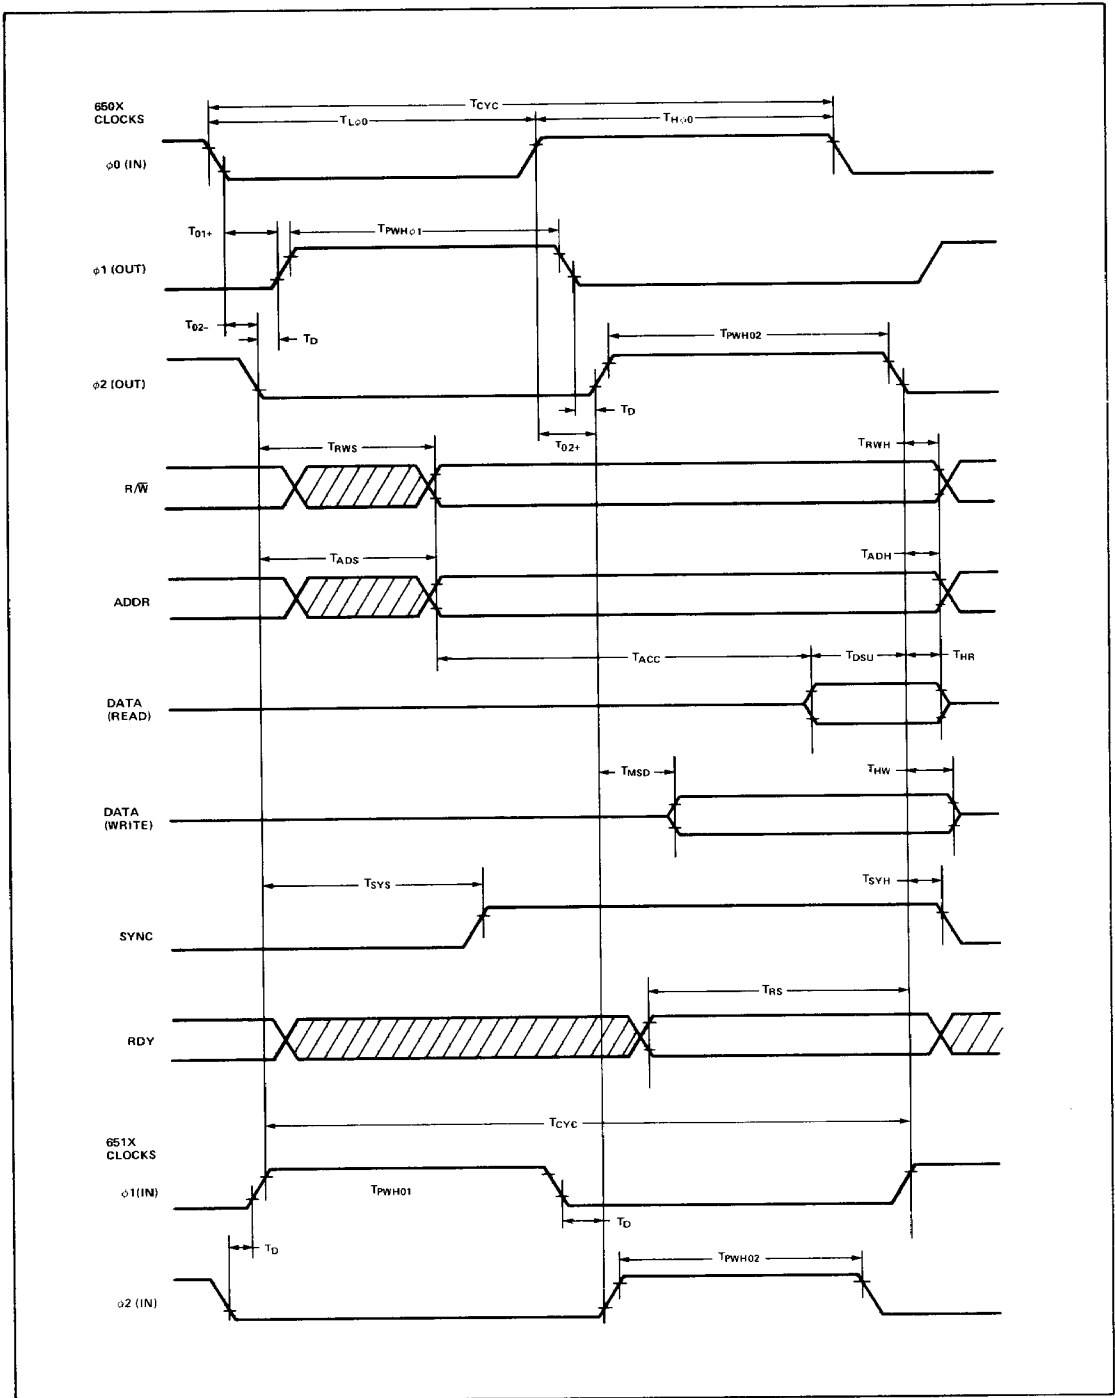 650X
CLOCKS
TCYC
TLφ0
THφ0
φ0 (IN)
T01+
TPWHφ1
φ1 (OUT)
T02-
TD
TPWH02
φ2 (OUT)
TD
T02+
TRWS
TRWH
R/W̅
TADS
TADH
ADDR
TACC
TDSU
THR
DATA
(READ)
TMSD
THW
DATA
(WRITE)
TSYS
TSYH
SYNC
TRS
RDY
TCYC
651X
CLOCKS
φ1(IN)
TPWH01
TD
TD
TPWH02
φ2 (IN)